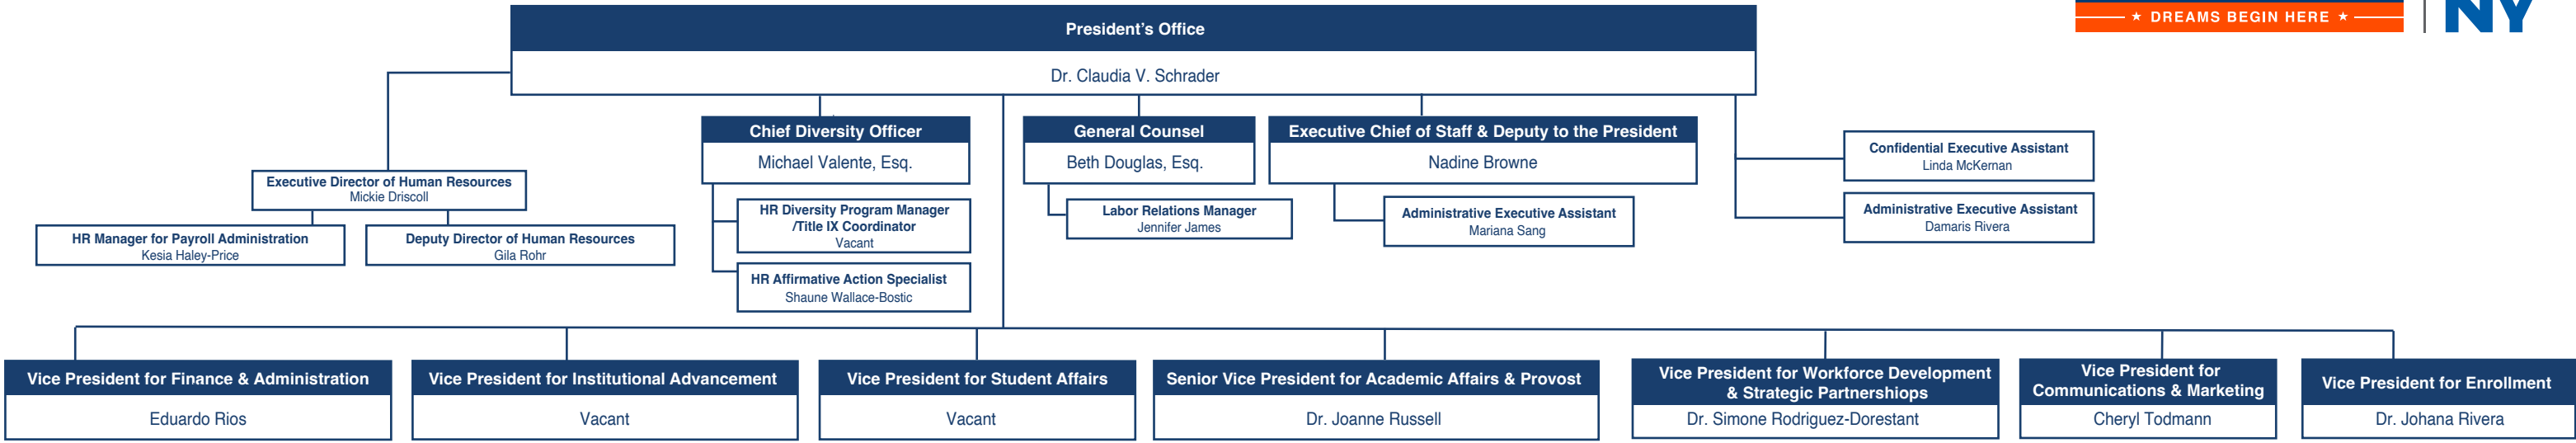 ★ DREAMS BEGIN HERE ★
NY
President's Office
Dr. Claudia V. Schrader
Chief Diversity Officer
Michael Valente, Esq.
General Counsel
Beth Douglas, Esq.
Executive Chief of Staff & Deputy to the President
Nadine Browne
Confidential Executive Assistant
Linda McKernan
Administrative Executive Assistant
Damaris Rivera
Executive Director of Human Resources
Mickie Driscoll
HR Manager for Payroll Administration
Kesia Haley-Price
Deputy Director of Human Resources
Gila Rohr
HR Diversity Program Manager
/Title IX Coordinator
Vacant
HR Affirmative Action Specialist
Shaune Wallace-Bostic
Labor Relations Manager
Jennifer James
Administrative Executive Assistant
Mariana Sang
Vice President for Finance & Administration
Eduardo Rios
Vice President for Institutional Advancement
Vacant
Vice President for Student Affairs
Vacant
Senior Vice President for Academic Affairs & Provost
Dr. Joanne Russell
Vice President for Workforce Development
& Strategic Partnershiops
Dr. Simone Rodriguez-Dorestant
Vice President for
Communications & Marketing
Cheryl Todmann
Vice President for Enrollment
Dr. Johana Rivera